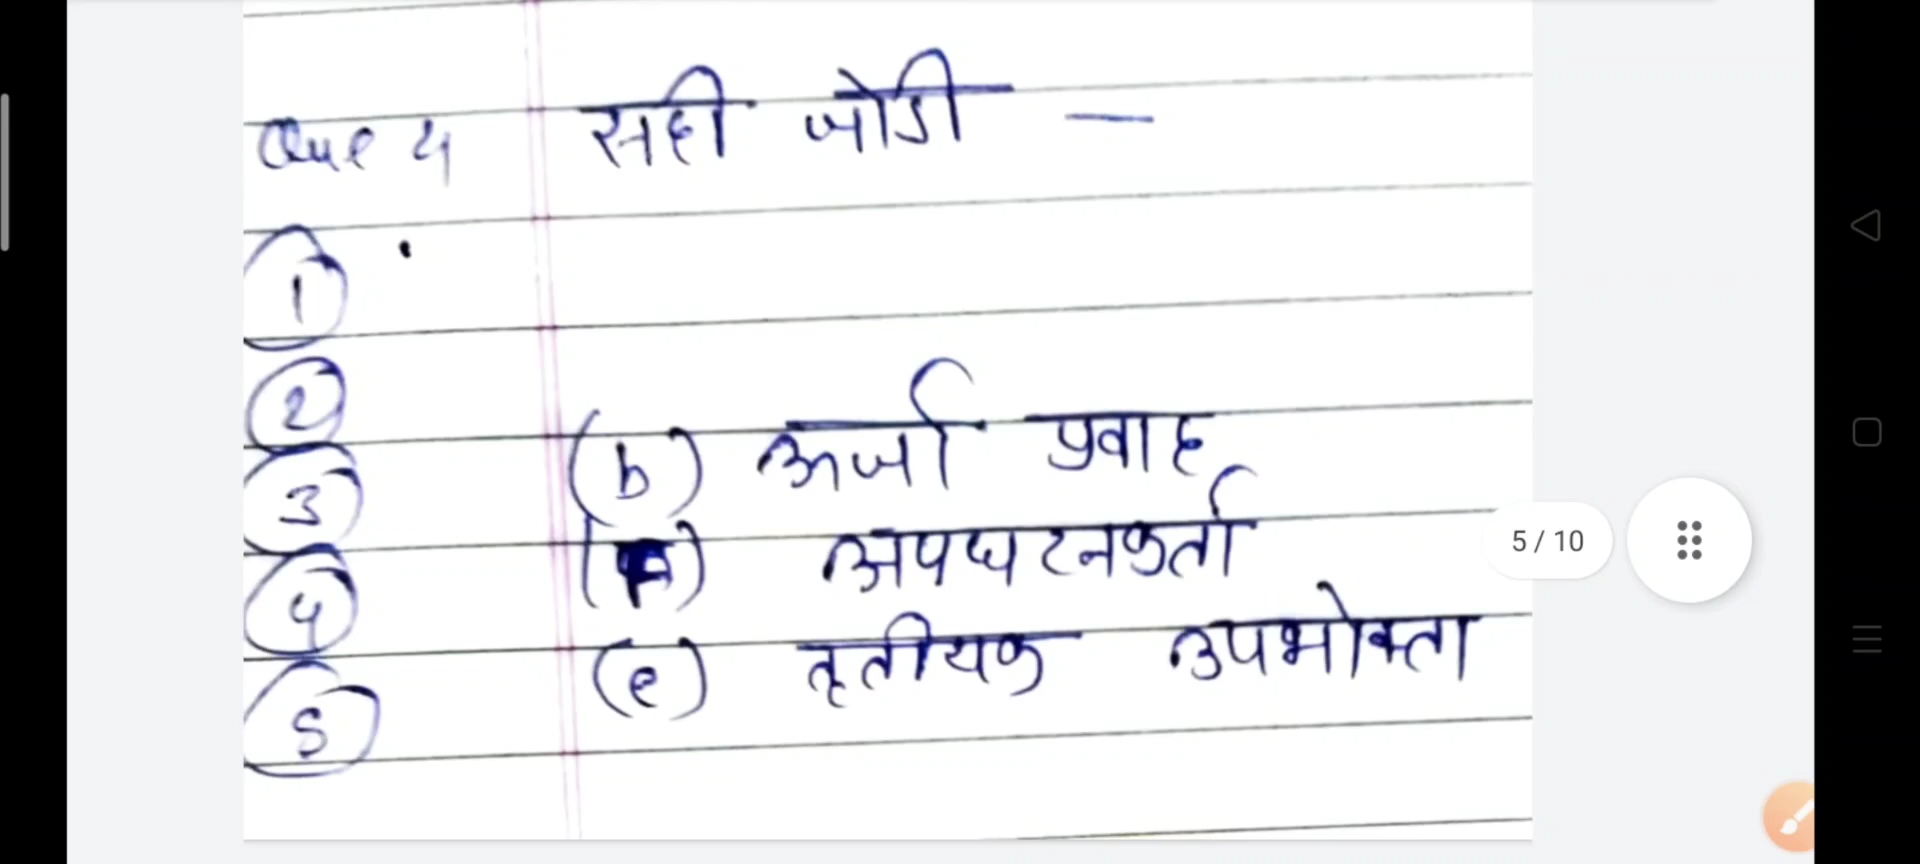 Que 4 सही जोडी —
1
2
(b) ऊर्जा प्रवाह
3
(F) अपघटनकर्ता
4
(e) तृतीयक उपभोक्ता
5
5 / 10